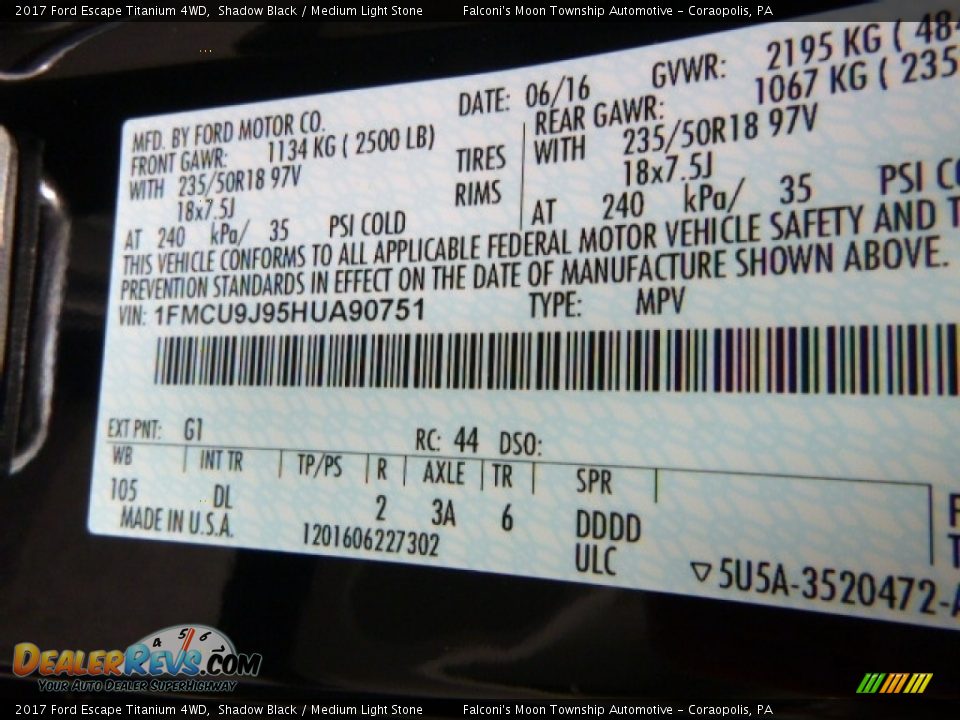 2017 Ford Escape Titanium 4WD, Shadow Black / Medium Light Stone Falconi's Moon Township Automotive - Coraopolis, PA
MFD. BY FORD MOTOR CO.
DATE: 06/16
GVWR: 2195 KG ( 484
FRONT GAWR: 1134 KG ( 2500 LB)
REAR GAWR: 1067 KG ( 235
WITH 235/50R18 97V
TIRES
WITH 235/50R18 97V
18x7.5J
RIMS
18x7.5J
AT 240 kPa/ 35 PSI COLD
AT 240 kPa/ 35 PSI CO
THIS VEHICLE CONFORMS TO ALL APPLICABLE FEDERAL MOTOR VEHICLE SAFETY AND T
PREVENTION STANDARDS IN EFFECT ON THE DATE OF MANUFACTURE SHOWN ABOVE.
VIN: 1FMCU9J95HUA90751
TYPE: MPV
EXT PNT: G1
RC: 44 DSO:
WB INT TR TP/PS R AXLE TR SPR
105 DL 2 3A 6 DDDD
MADE IN U.S.A.
1201606227302
ULC
▽5U5A-3520472-A
4 5 6
DEALERREVS.COM
YOUR AUTO DEALER SUPERHIGHWAY
2017 Ford Escape Titanium 4WD, Shadow Black / Medium Light Stone Falconi's Moon Township Automotive - Coraopolis, PA